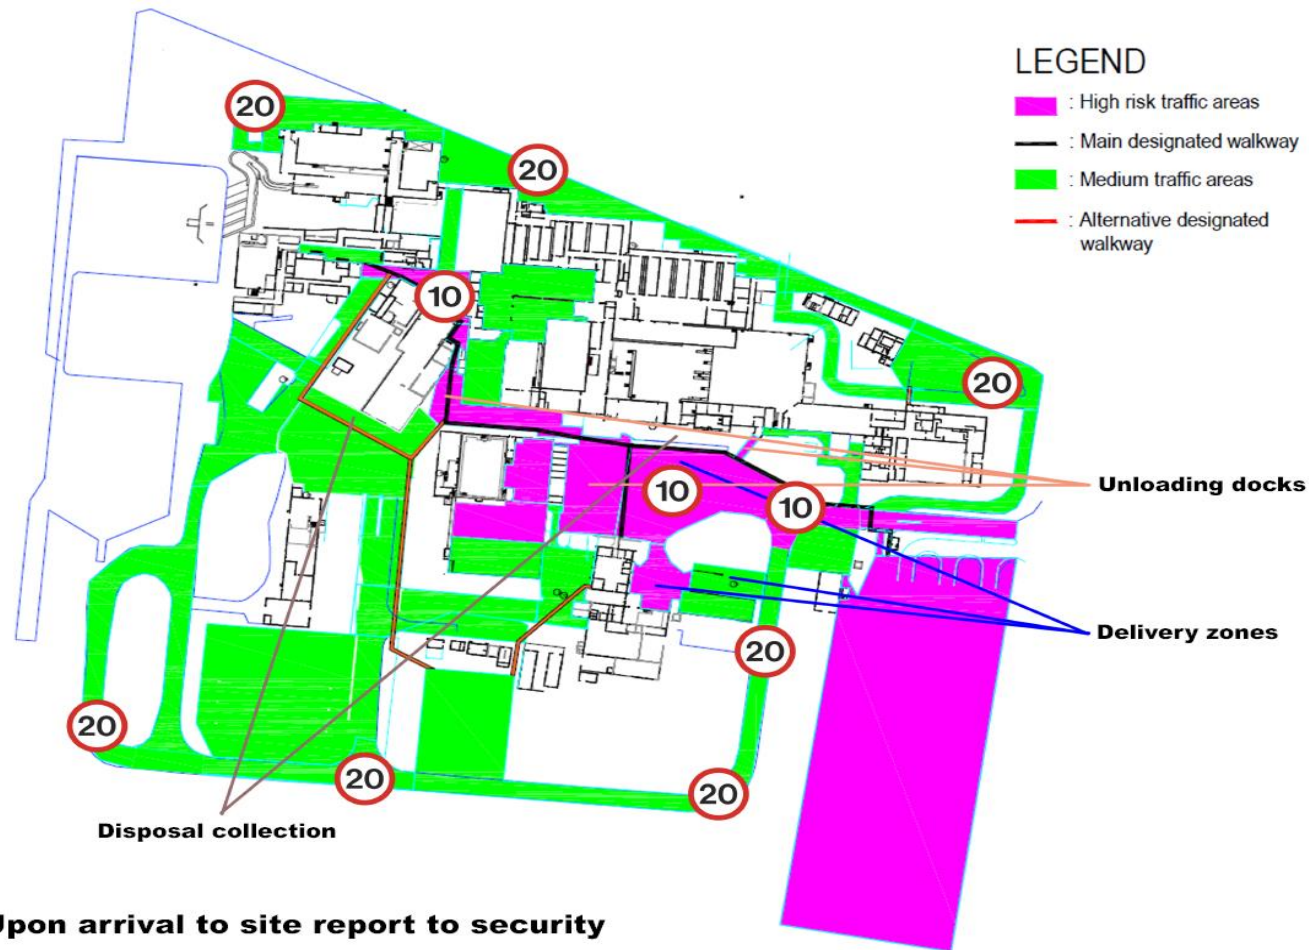 LEGEND
: High risk traffic areas
: Main designated walkway
: Medium traffic areas
: Alternative designated
walkway
20
20
10
20
Unloading docks
10
10
Delivery zones
20
20
20
20
Disposal collection
Upon arrival to site report to security